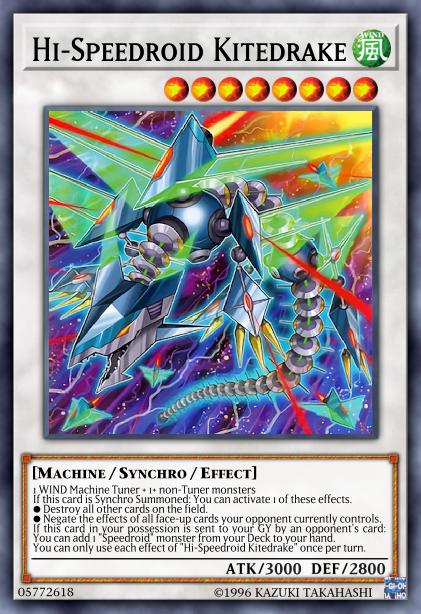 HI-SPEEDROID KITEDRAKE
WIND
風
[MACHINE / SYNCHRO / EFFECT]
1 WIND Machine Tuner + 1+ non-Tuner monsters
If this card is Synchro Summoned: You can activate 1 of these effects.
● Destroy all other cards on the field.
● Negate the effects of all face-up cards your opponent currently controls.
If this card in your possession is sent to your GY by an opponent's card:
You can add 1 "Speedroid" monster from your Deck to your hand.
You can only use each effect of "Hi-Speedroid Kitedrake" once per turn.
ATK/3000 DEF/2800
05772618 ©1996 KAZUKI TAKAHASHI